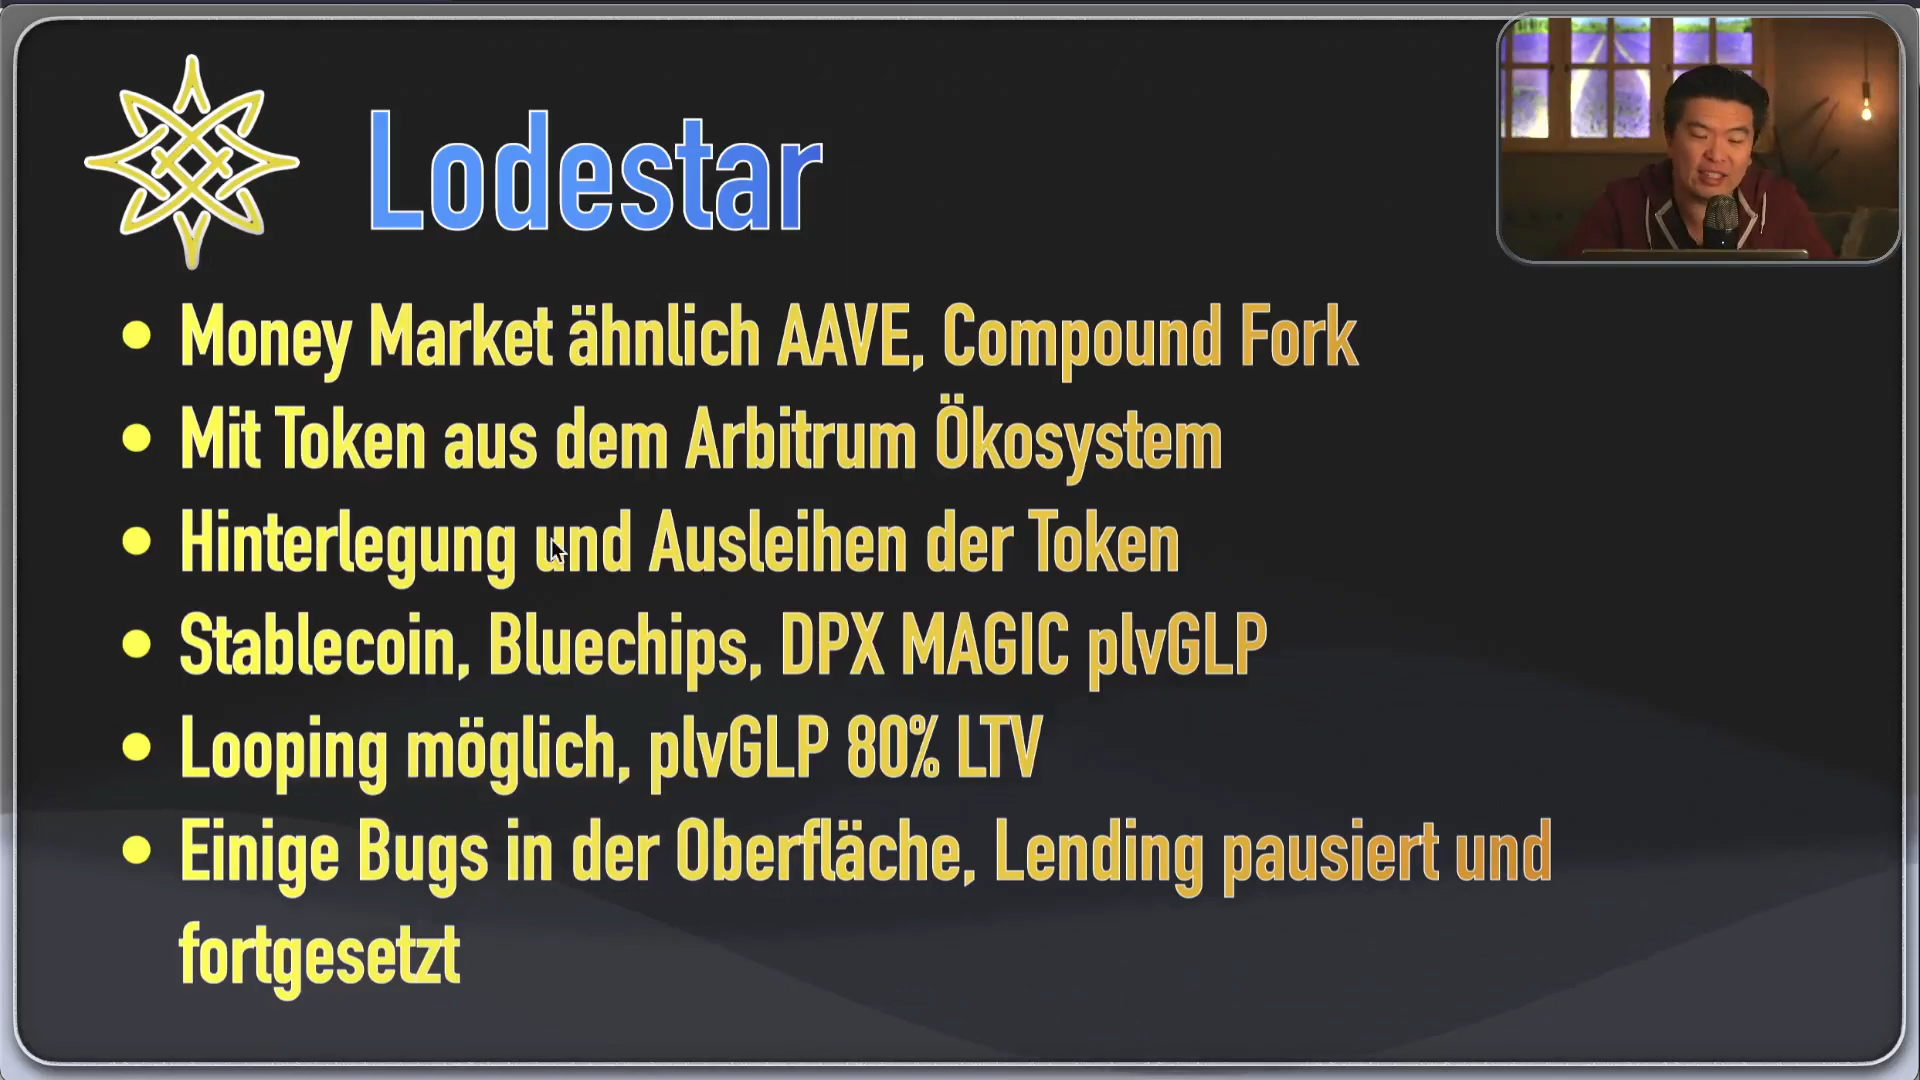 Lodestar
Money Market ähnlich AAVE, Compound Fork
Mit Token aus dem Arbitrum Ökosystem
Hinterlegung und Ausleihen der Token
Stablecoin, Bluechips, DPX MAGIC plvGLP
Looping möglich, plvGLP 80% LTV
Einige Bugs in der Oberfläche, Lending pausiert und
fortgesetzt